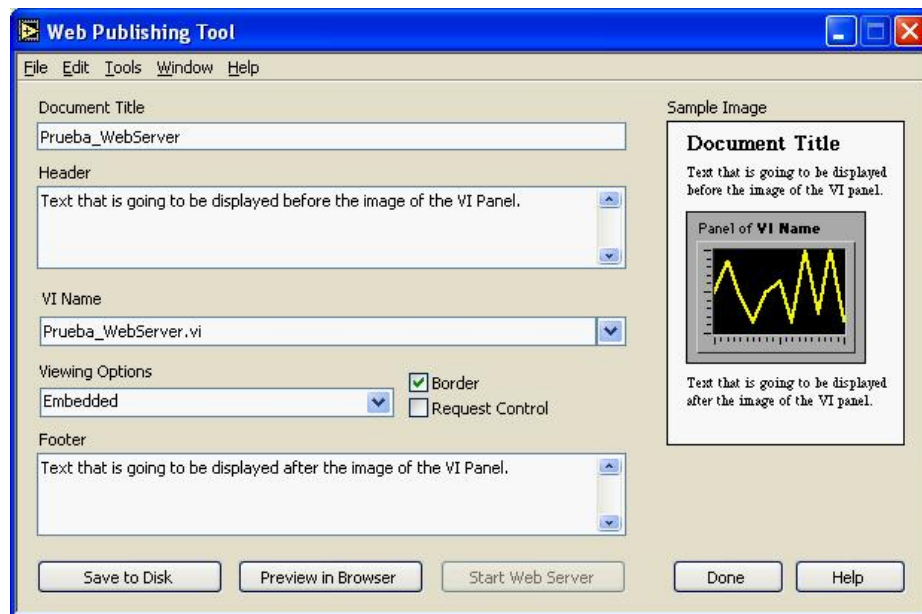 Web Publishing Tool
File Edit Tools Window Help
Document Title
Prueba_WebServer
Header
Text that is going to be displayed before the image of the VI Panel.
VI Name
Prueba_WebServer.vi
Viewing Options
Embedded
Border
Request Control
Footer
Text that is going to be displayed after the image of the VI Panel.
Save to Disk
Preview in Browser
Start Web Server
Sample Image
Document Title
Text that is going to be displayed
before the image of the VI panel.
Panel of VI Name
Text that is going to be displayed
after the image of the VI panel.
Done
Help